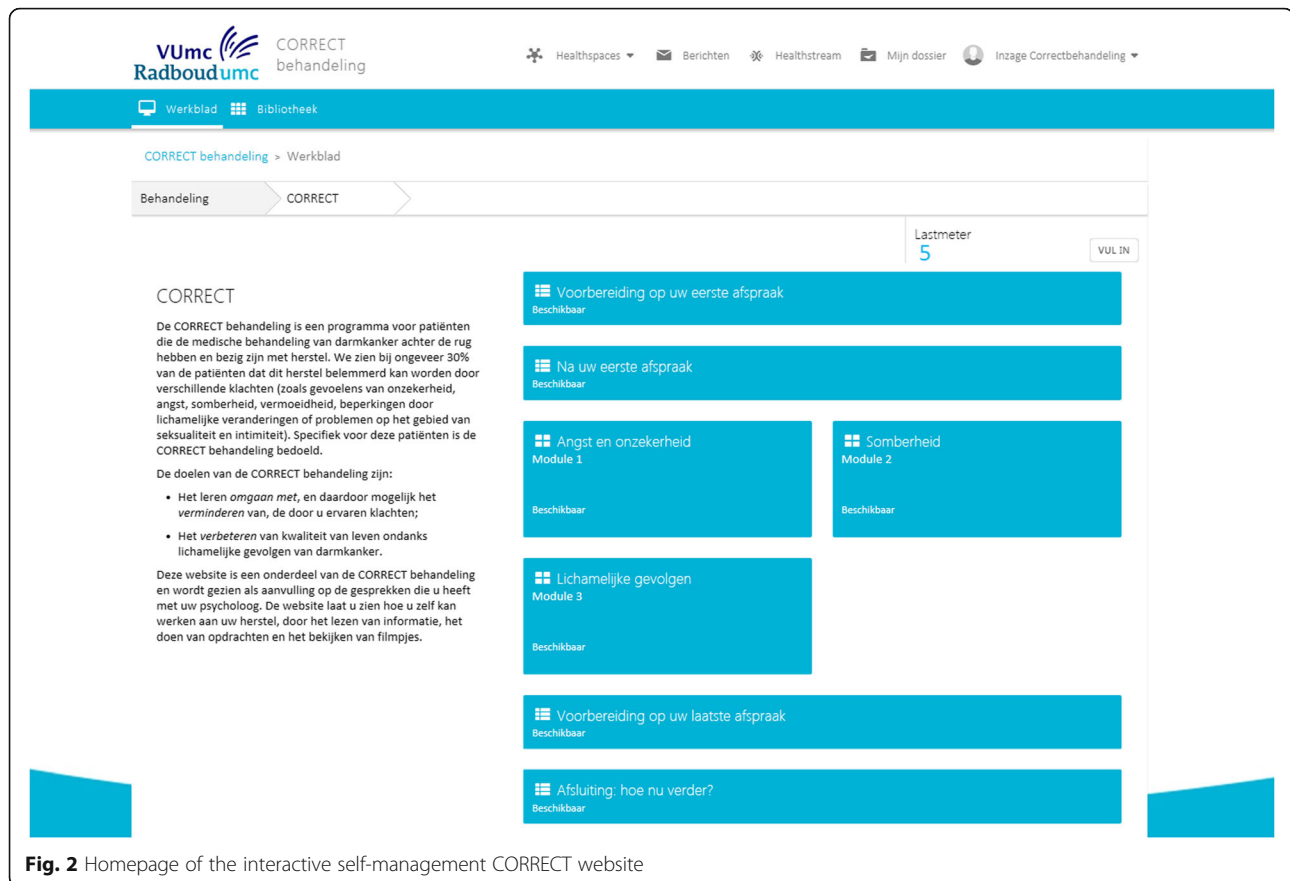 VUmc
Radboudumc
CORRECT
behandeling
Healthspaces
Berichten
Healthstream
Mijn dossier
Inzage Correctbehandeling
Werkblad
Bibliotheek
CORRECT behandeling > Werkblad
Behandeling
CORRECT
Lastmeter
5
VUL IN
CORRECT
De CORRECT behandeling is een programma voor patiënten
die de medische behandeling van darmkanker achter de rug
hebben en bezig zijn met herstel. We zien bij ongeveer 30%
van de patiënten dat dit herstel belemmerd kan worden door
verschillende klachten (zoals gevoelens van onzekerheid,
angst, somberheid, vermoeidheid, beperkingen door
lichamelijke veranderingen of problemen op het gebied van
seksualiteit en intimiteit). Specifiek voor deze patiënten is de
CORRECT behandeling bedoeld.
De doelen van de CORRECT behandeling zijn:
• Het leren omgaan met, en daardoor mogelijk het
verminderen van, de door u ervaren klachten;
• Het verbeteren van kwaliteit van leven ondanks
lichamelijke gevolgen van darmkanker.
Deze website is een onderdeel van de CORRECT behandeling
en wordt gezien als aanvulling op de gesprekken die u heeft
met uw psycholoog. De website laat u zien hoe u zelf kan
werken aan uw herstel, door het lezen van informatie, het
doen van opdrachten en het bekijken van filmpjes.
Voorbereiding op uw eerste afspraak
Beschikbaar
Na uw eerste afspraak
Beschikbaar
Angst en onzekerheid
Module 1
Beschikbaar
Somberheid
Module 2
Beschikbaar
Lichamelijke gevolgen
Module 3
Beschikbaar
Voorbereiding op uw laatste afspraak
Beschikbaar
Afsluiting: hoe nu verder?
Beschikbaar
Fig. 2 Homepage of the interactive self-management CORRECT website